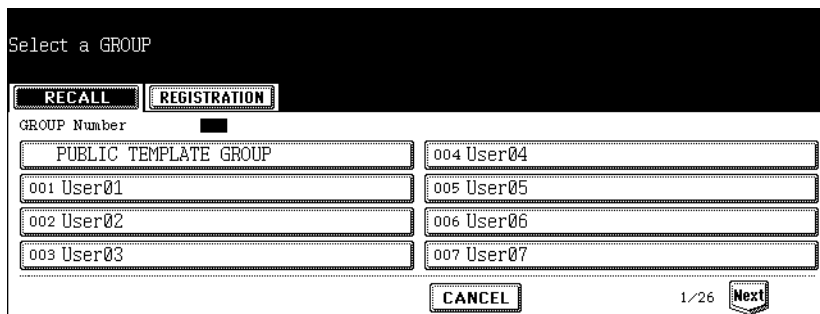 Select a GROUP
RECALL REGISTRATION
GROUP Number
PUBLIC TEMPLATE GROUP
001 User01
002 User02
003 User03
004 User04
005 User05
006 User06
007 User07
CANCEL
1/26 Next